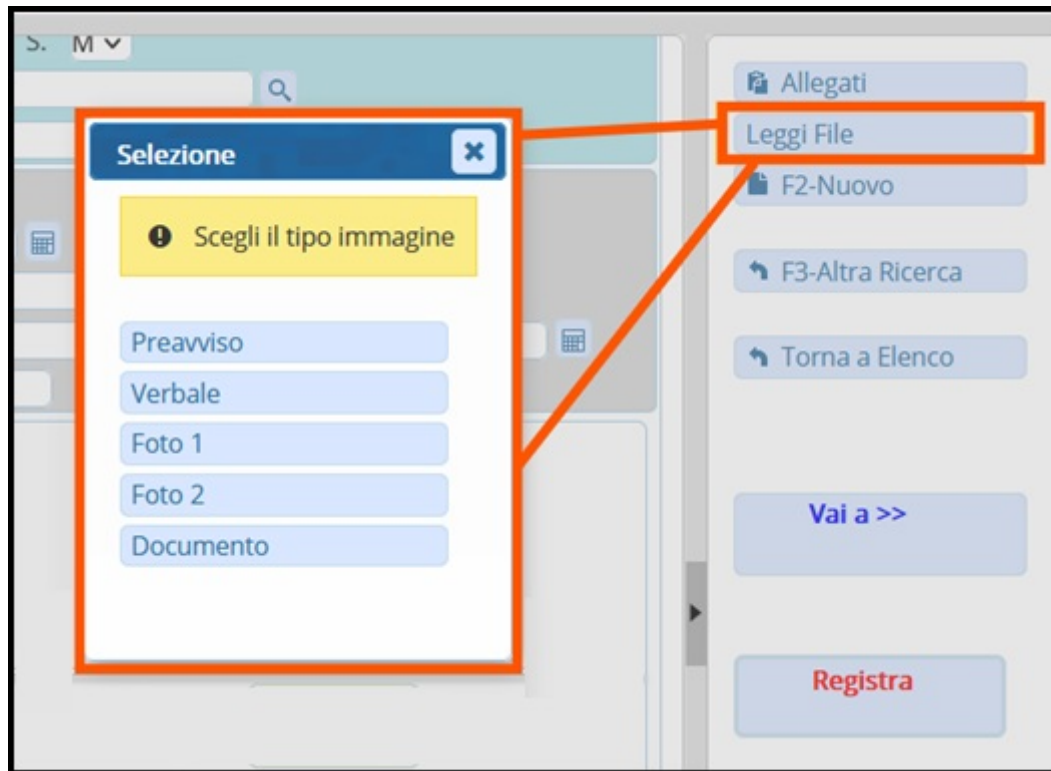 S. M
Selezione
Scegli il tipo immagine
Preavviso
Verbale
Foto 1
Foto 2
Documento
Allegati
Leggi File
F2-Nuovo
F3-Altra Ricerca
Torna a Elenco
Vai a >>
Registra